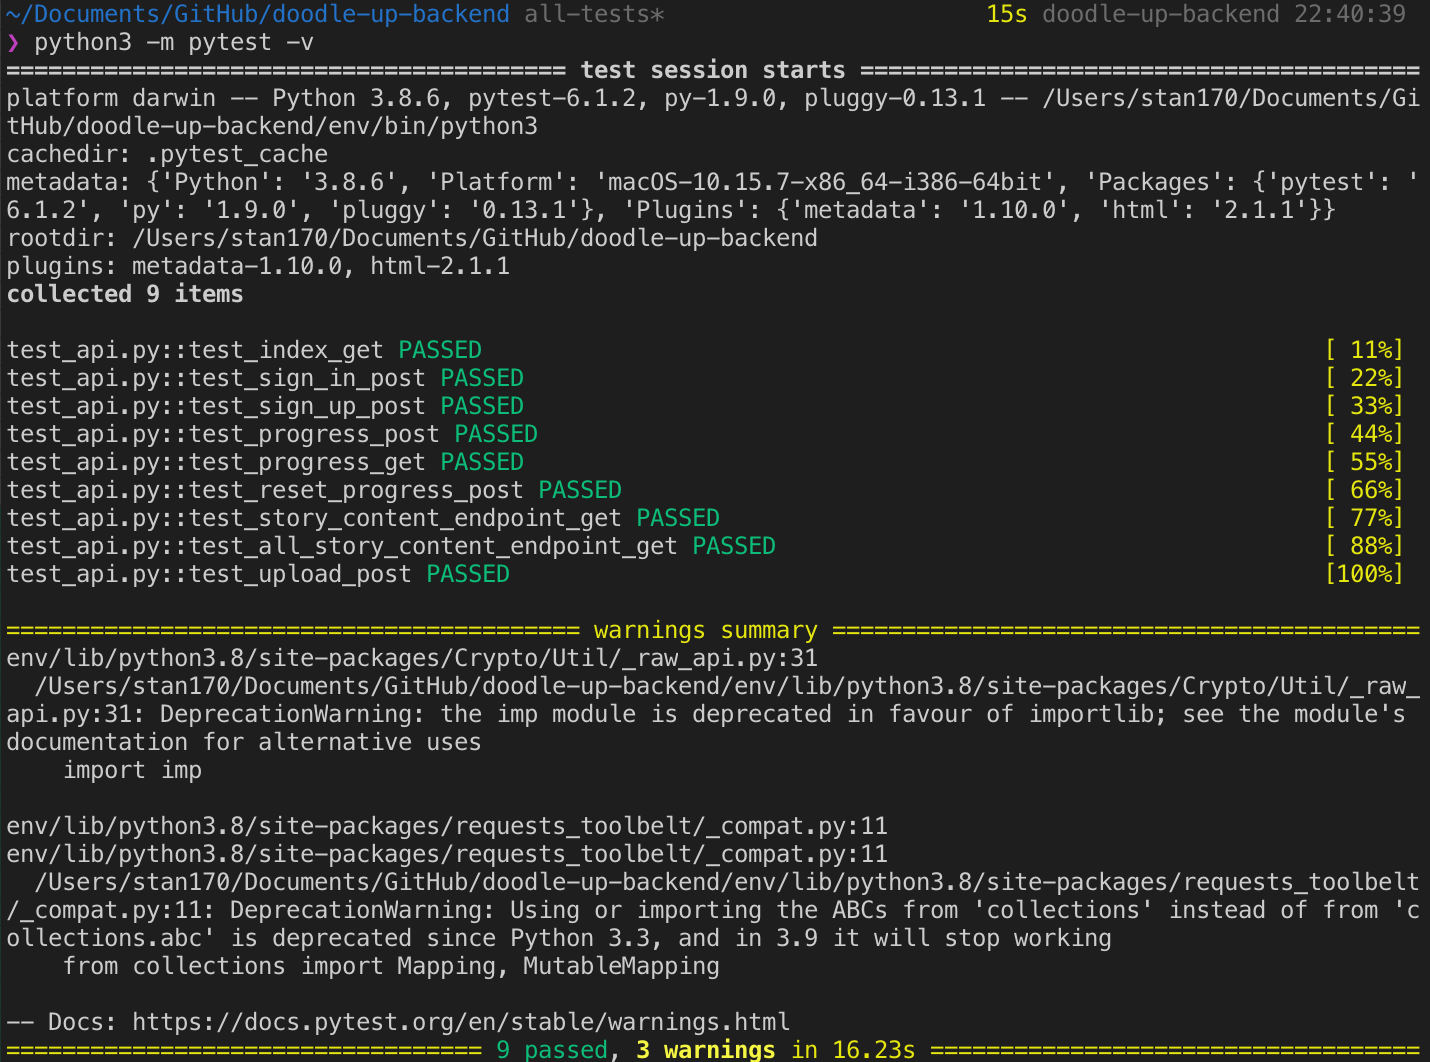 ~/Documents/GitHub/doodle-up-backend all-tests* 15s doodle-up-backend 22:40:39
❯ python3 -m pytest -v
======================================== test session starts ========================================
platform darwin -- Python 3.8.6, pytest-6.1.2, py-1.9.0, pluggy-0.13.1 -- /Users/stan170/Documents/Gi
tHub/doodle-up-backend/env/bin/python3
cachedir: .pytest_cache
metadata: {'Python': '3.8.6', 'Platform': 'macOS-10.15.7-x86_64-i386-64bit', 'Packages': {'pytest': '
6.1.2', 'py': '1.9.0', 'pluggy': '0.13.1'}, 'Plugins': {'metadata': '1.10.0', 'html': '2.1.1'}}
rootdir: /Users/stan170/Documents/GitHub/doodle-up-backend
plugins: metadata-1.10.0, html-2.1.1
collected 9 items
test_api.py::test_index_get PASSED [ 11%]
test_api.py::test_sign_in_post PASSED [ 22%]
test_api.py::test_sign_up_post PASSED [ 33%]
test_api.py::test_progress_post PASSED [ 44%]
test_api.py::test_progress_get PASSED [ 55%]
test_api.py::test_reset_progress_post PASSED [ 66%]
test_api.py::test_story_content_endpoint_get PASSED [ 77%]
test_api.py::test_all_story_content_endpoint_get PASSED [ 88%]
test_api.py::test_upload_post PASSED [100%]
========================================= warnings summary ==========================================
env/lib/python3.8/site-packages/Crypto/Util/_raw_api.py:31
/Users/stan170/Documents/GitHub/doodle-up-backend/env/lib/python3.8/site-packages/Crypto/Util/_raw_
api.py:31: DeprecationWarning: the imp module is deprecated in favour of importlib; see the module's
documentation for alternative uses
import imp
env/lib/python3.8/site-packages/requests_toolbelt/_compat.py:11
env/lib/python3.8/site-packages/requests_toolbelt/_compat.py:11
/Users/stan170/Documents/GitHub/doodle-up-backend/env/lib/python3.8/site-packages/requests_toolbelt
/_compat.py:11: DeprecationWarning: Using or importing the ABCs from 'collections' instead of from 'c
ollections.abc' is deprecated since Python 3.3, and in 3.9 it will stop working
from collections import Mapping, MutableMapping
-- Docs: https://docs.pytest.org/en/stable/warnings.html
================================== 9 passed, 3 warnings in 16.23s ===================================